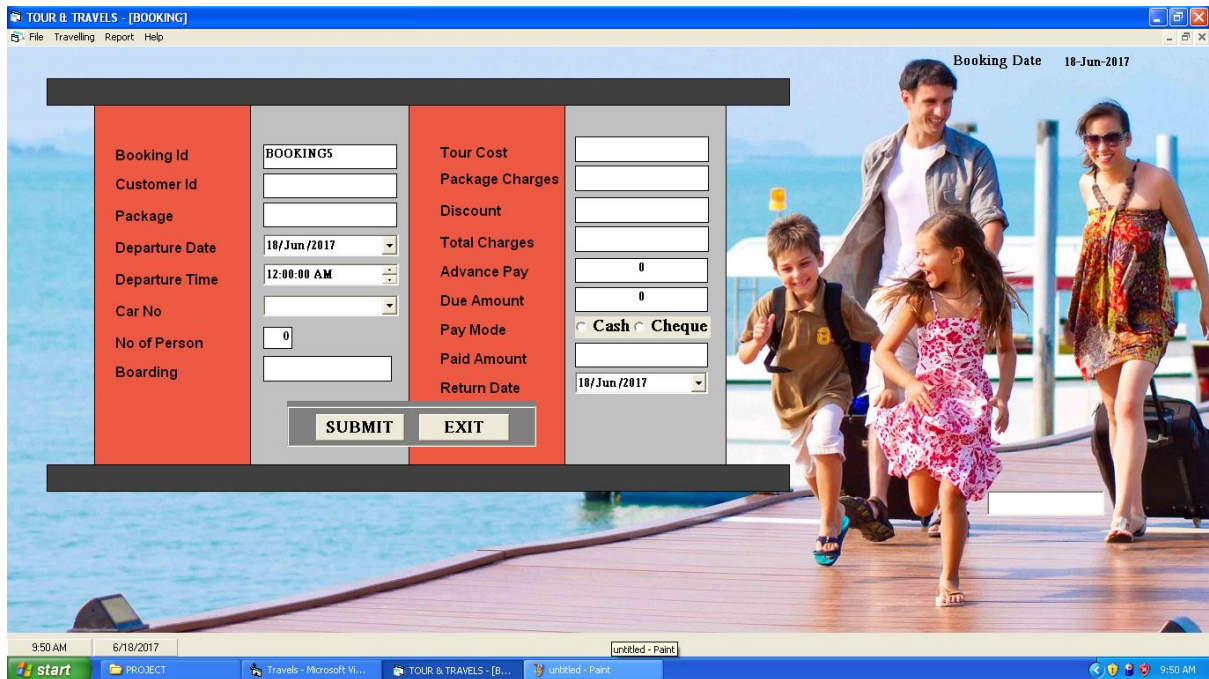 TOUR & TRAVELS - [BOOKING]
File Travelling Report Help
Booking Date 18-Jun-2017
Booking Id BOOKING5
Customer Id
Package
Departure Date 18/Jun/2017
Departure Time 12:00:00 AM
Car No
No of Person 0
Boarding
Tour Cost
Package Charges
Discount
Total Charges
Advance Pay 0
Due Amount 0
Pay Mode Cash Cheque
Paid Amount
Return Date 18/Jun/2017
SUBMIT EXIT
9:50 AM 6/18/2017
untitled - Paint
start PROJECT Travels - Microsoft Vi... TOUR & TRAVELS - [B... untitled - Paint 9:50 AM